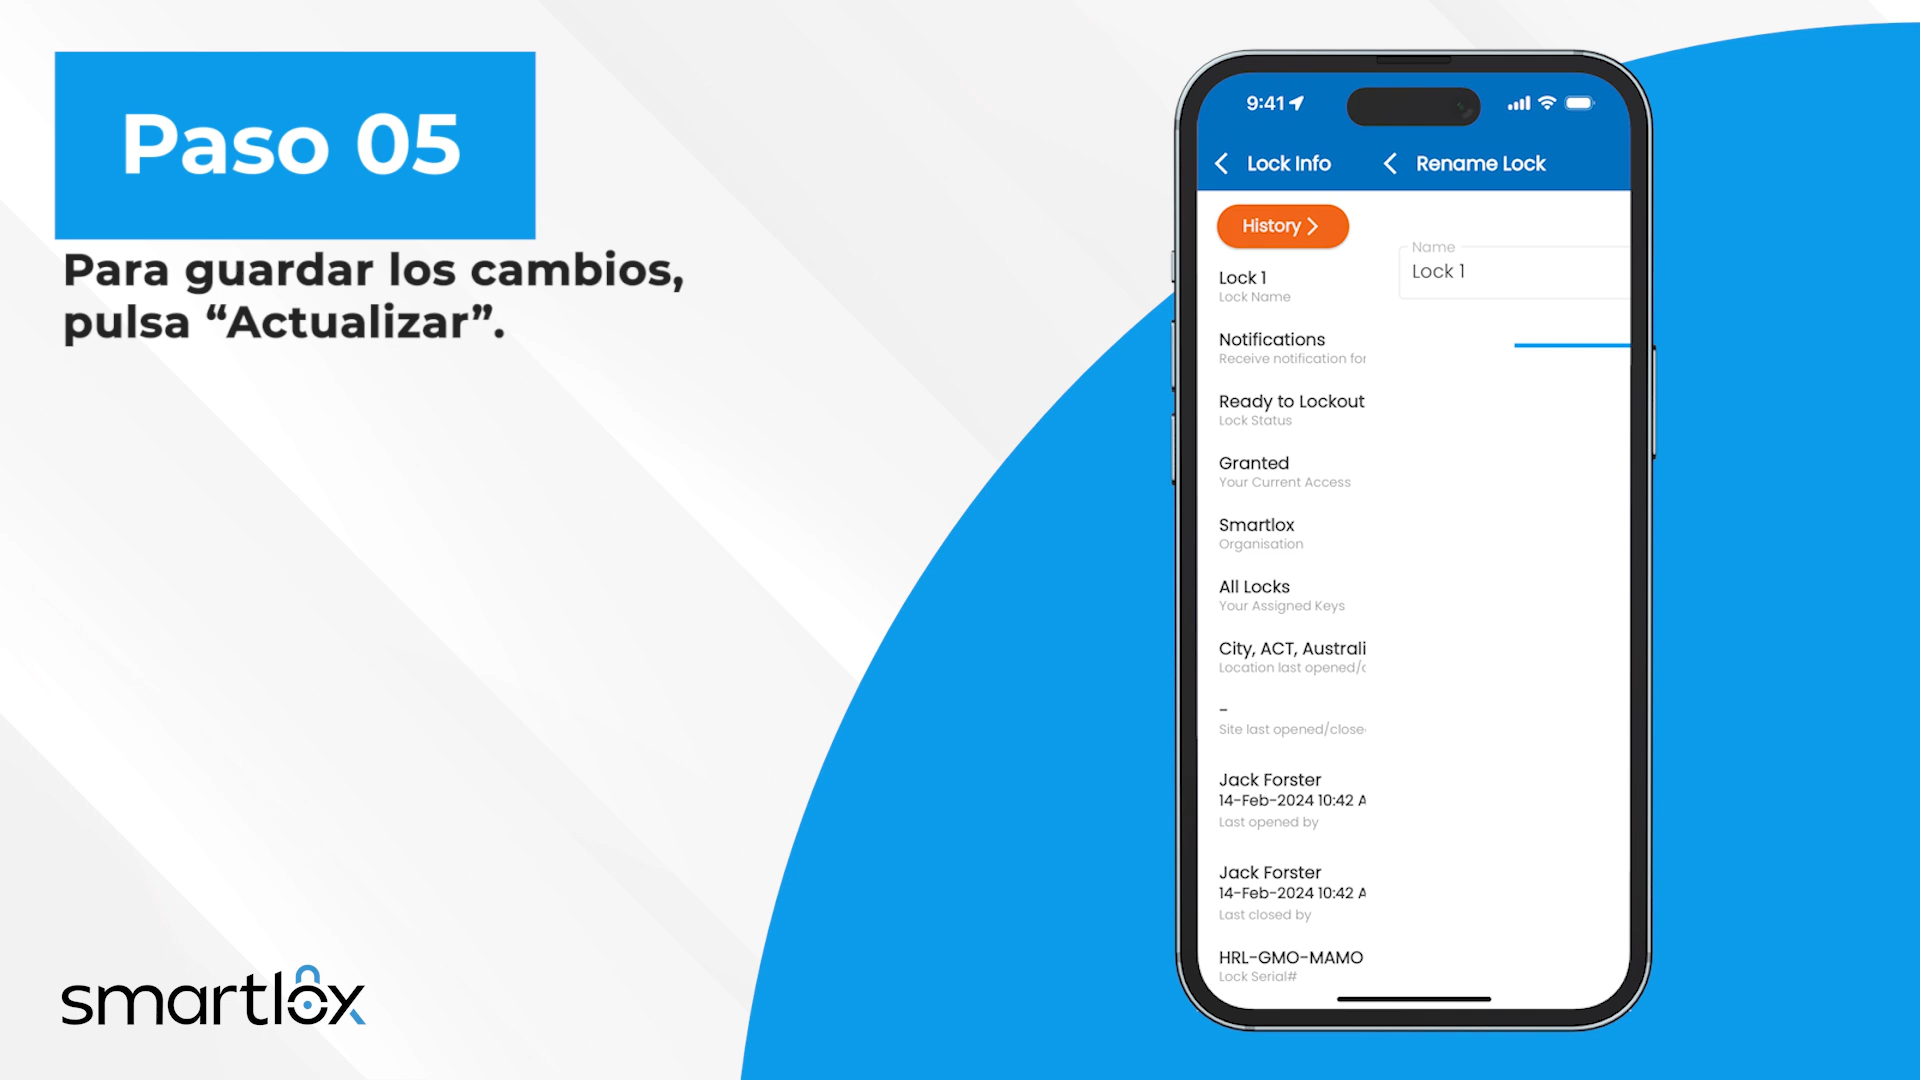 Paso 05
Para guardar los cambios,
pulsa “Actualizar”.
smartlox
9:41
Lock Info
Rename Lock
History
Lock 1
Lock Name
Notifications
Receive notification for
Ready to Lockout
Lock Status
Granted
Your Current Access
Smartlox
Organisation
All Locks
Your Assigned Keys
City, ACT, Australi
Location last opened/c
-
Site last opened/close
Jack Forster
14-Feb-2024 10:42 A
Last opened by
Jack Forster
14-Feb-2024 10:42 A
Last closed by
HRL-GMO-MAMO
Lock Serial#
Name
Lock 1